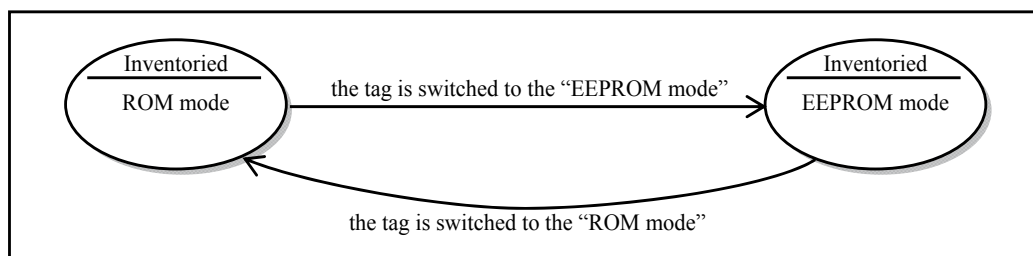 Inventoried
ROM mode
the tag is switched to the “EEPROM mode”
Inventoried
EEPROM mode
the tag is switched to the “ROM mode”